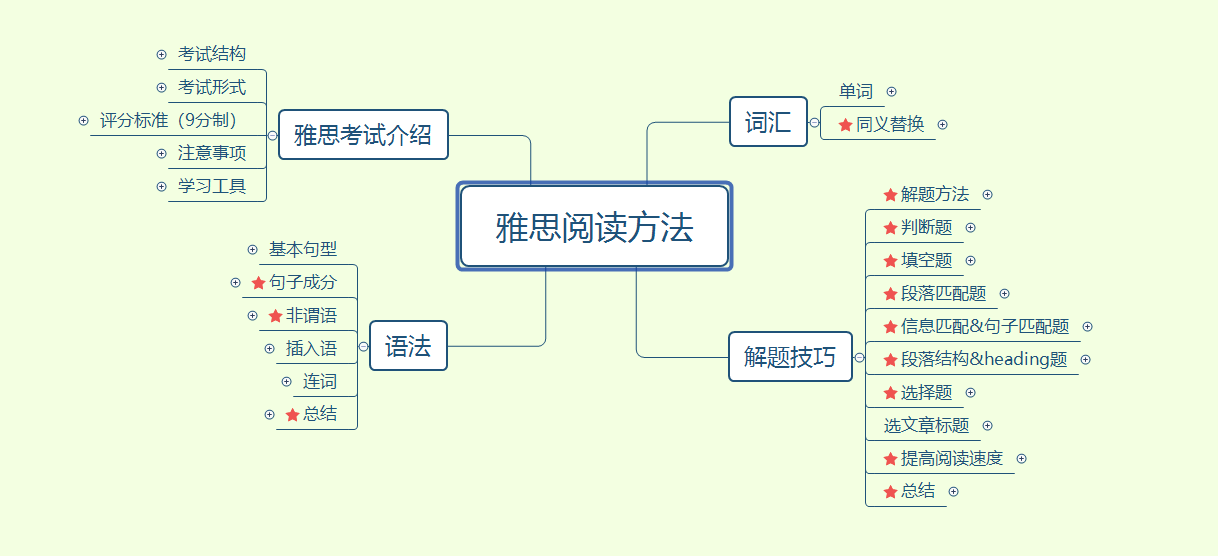 雅思阅读方法
雅思考试介绍
考试结构
考试形式
评分标准（9分制）
注意事项
学习工具
语法
基本句型
句子成分
非谓语
插入语
连词
总结
词汇
单词
同义替换
解题技巧
解题方法
判断题
填空题
段落匹配题
信息匹配&句子匹配题
段落结构&heading题
选择题
选文章标题
提高阅读速度
总结